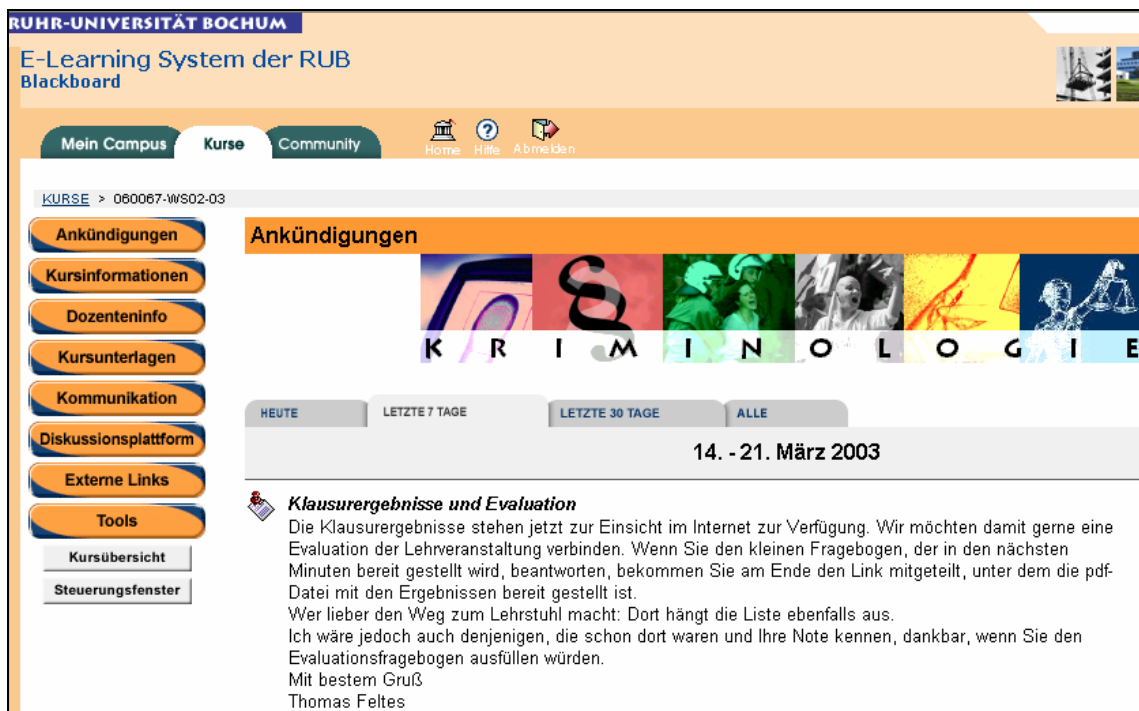 RUHR-UNIVERSITÄT BOCHUM
E-Learning System der RUB
Blackboard
Mein Campus
Kurse
Community
Home
Hilfe
Abmelden
KURSE > 060067-WS02-03
Ankündigungen
Kursinformationen
Dozenteninfo
Kursunterlagen
Kommunikation
Diskussionsplattform
Externe Links
Tools
Kursübersicht
Steuerungsfenster
Ankündigungen
§
KRIMINOLOGIE
HEUTE
LETZTE 7 TAGE
LETZTE 30 TAGE
ALLE
14. - 21. März 2003
Klausurergebnisse und Evaluation
Die Klausurergebnisse stehen jetzt zur Einsicht im Internet zur Verfügung. Wir möchten damit gerne eine
Evaluation der Lehrveranstaltung verbinden. Wenn Sie den kleinen Fragebogen, der in den nächsten
Minuten bereit gestellt wird, beantworten, bekommen Sie am Ende den Link mitgeteilt, unter dem die pdf-
Datei mit den Ergebnissen bereit gestellt ist.
Wer lieber den Weg zum Lehrstuhl macht: Dort hängt die Liste ebenfalls aus.
Ich wäre jedoch auch denjenigen, die schon dort waren und Ihre Note kennen, dankbar, wenn Sie den
Evaluationsfragebogen ausfüllen würden.
Mit bestem Gruß
Thomas Feltes